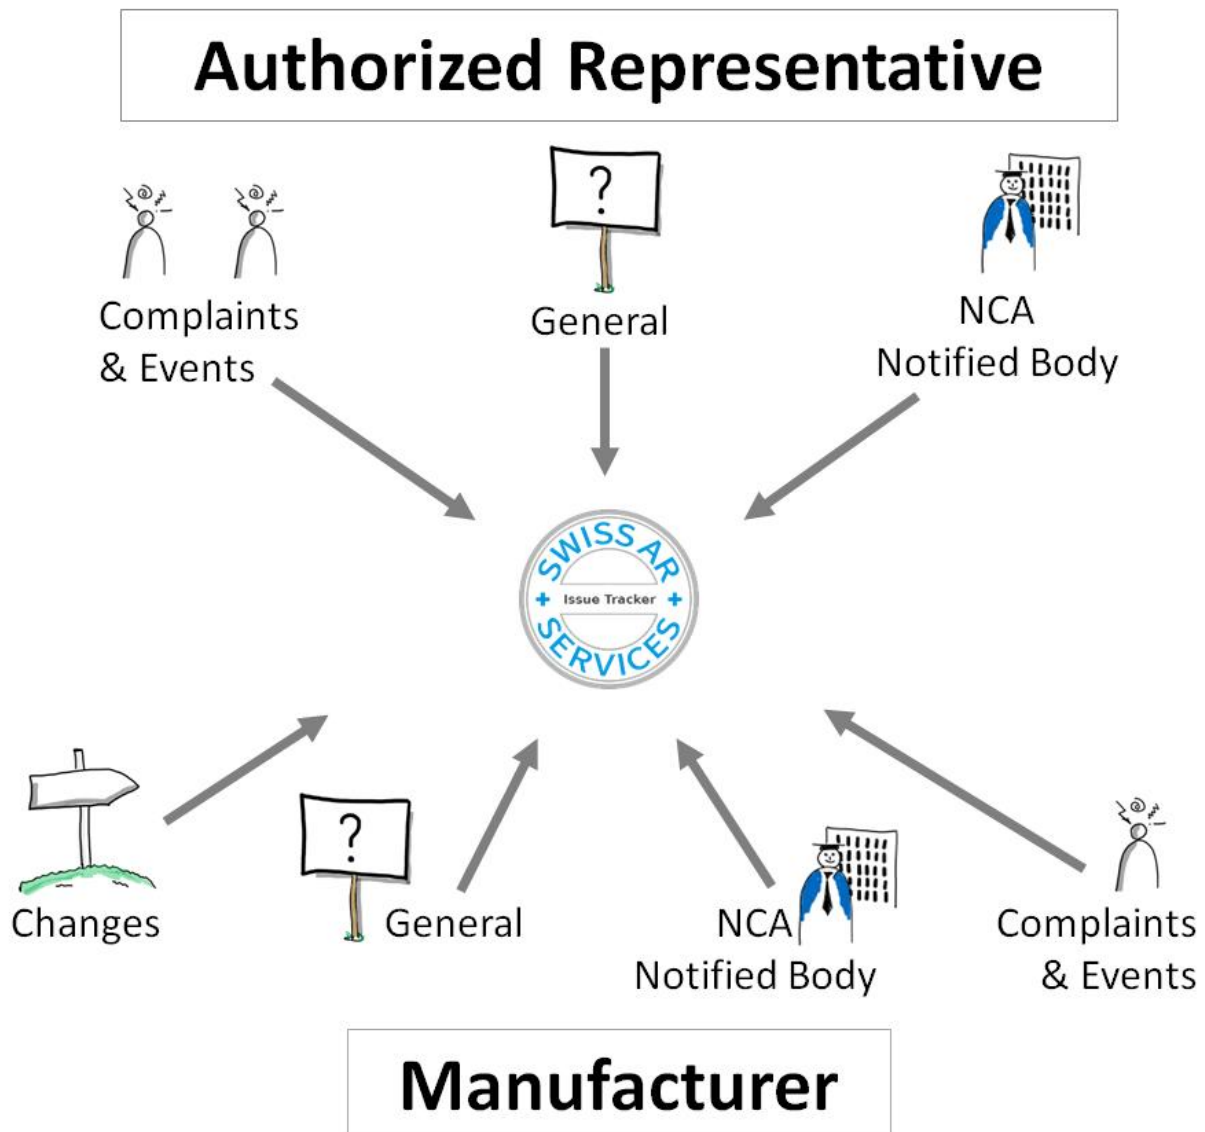 Authorized Representative
?
Complaints
& Events
General
NCA
Notified Body
SWISS AR
+ Issue Tracker +
SERVICES
?
Changes
General
NCA
Notified Body
Complaints
& Events
Manufacturer